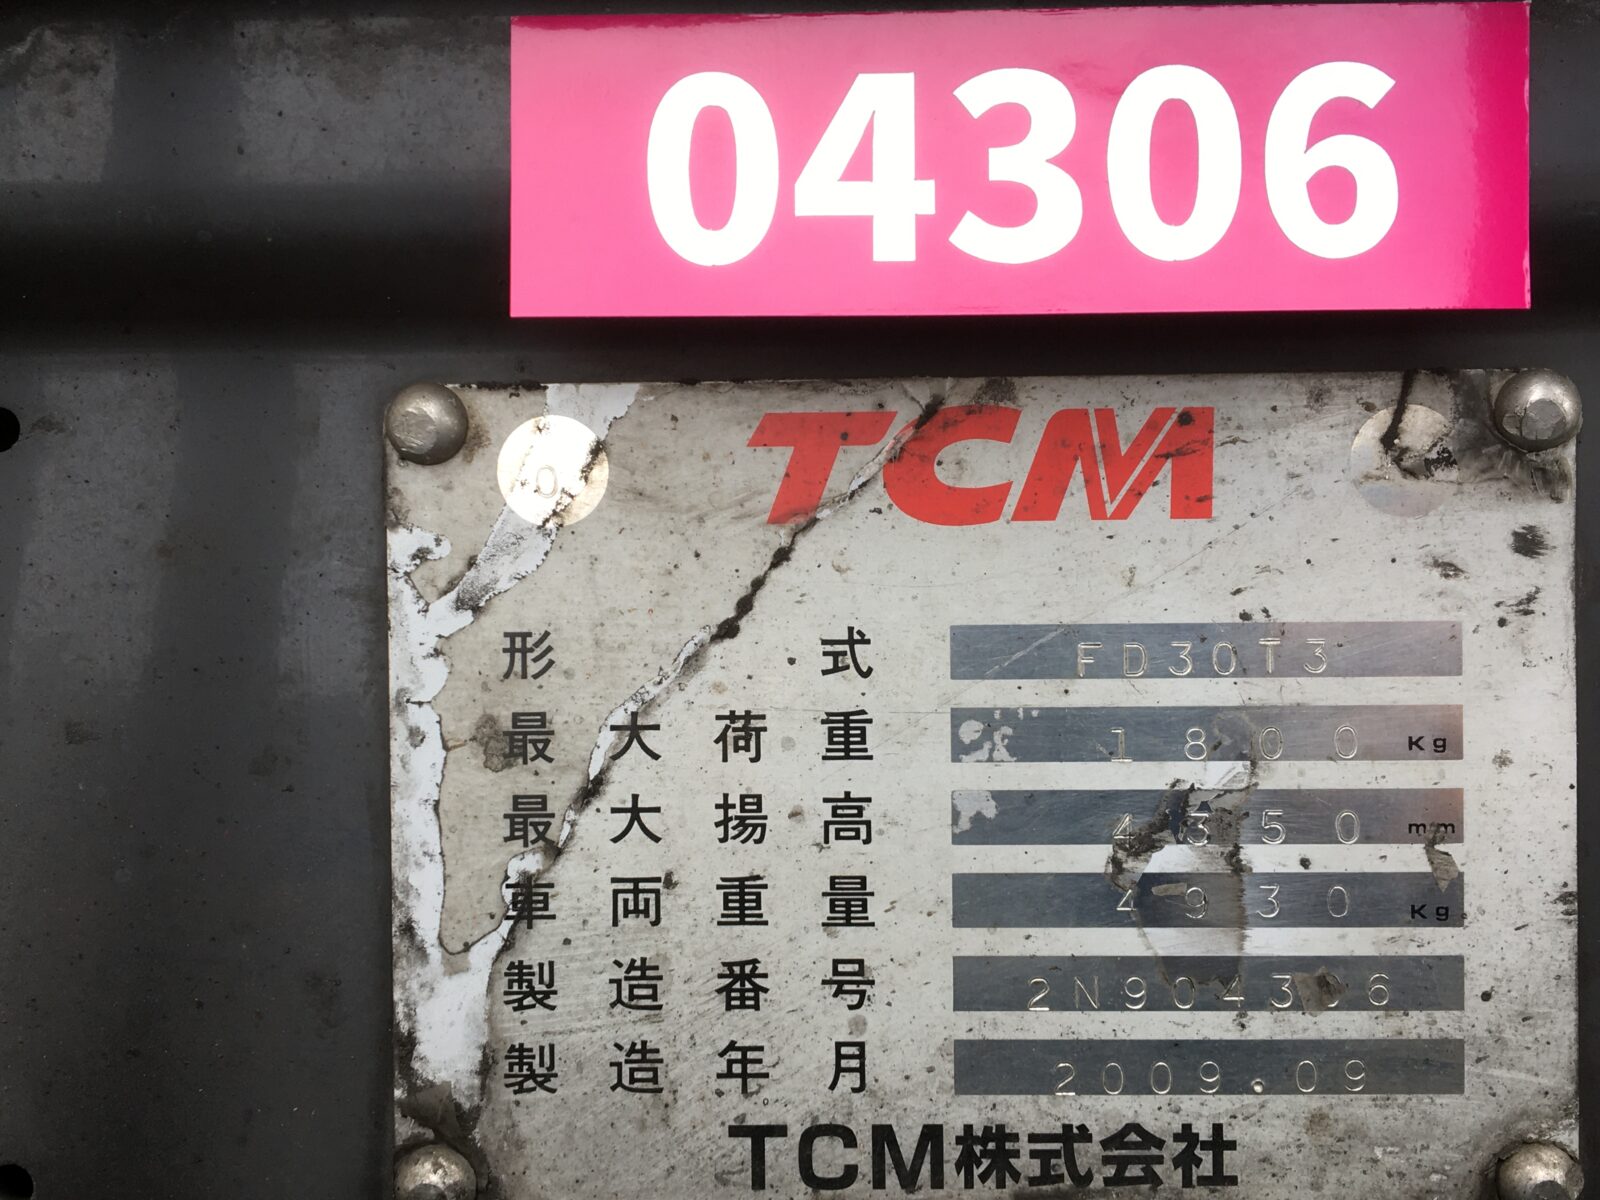 04306
0
TCM
形式 FD30T3
最大荷重 1800 Kg
最大揚高 4350 mm
車両重量 4930 Kg
製造番号 2N904306
製造年月 2009.09
TCM株式会社